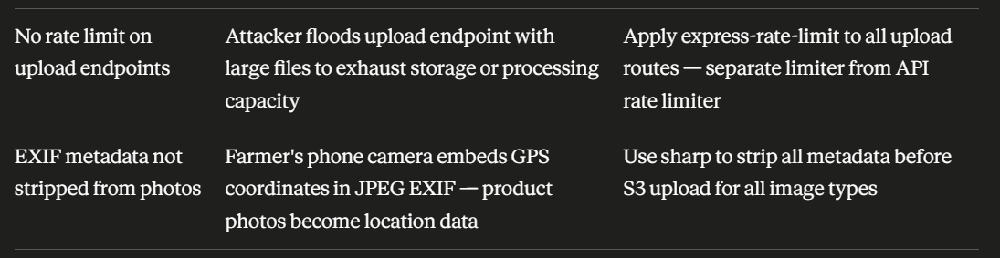 No rate limit on
upload endpoints
Attacker floods upload endpoint with
large files to exhaust storage or processing
capacity
Apply express-rate-limit to all upload
routes — separate limiter from API
rate limiter
EXIF metadata not
stripped from photos
Farmer's phone camera embeds GPS
coordinates in JPEG EXIF — product
photos become location data
Use sharp to strip all metadata before
S3 upload for all image types